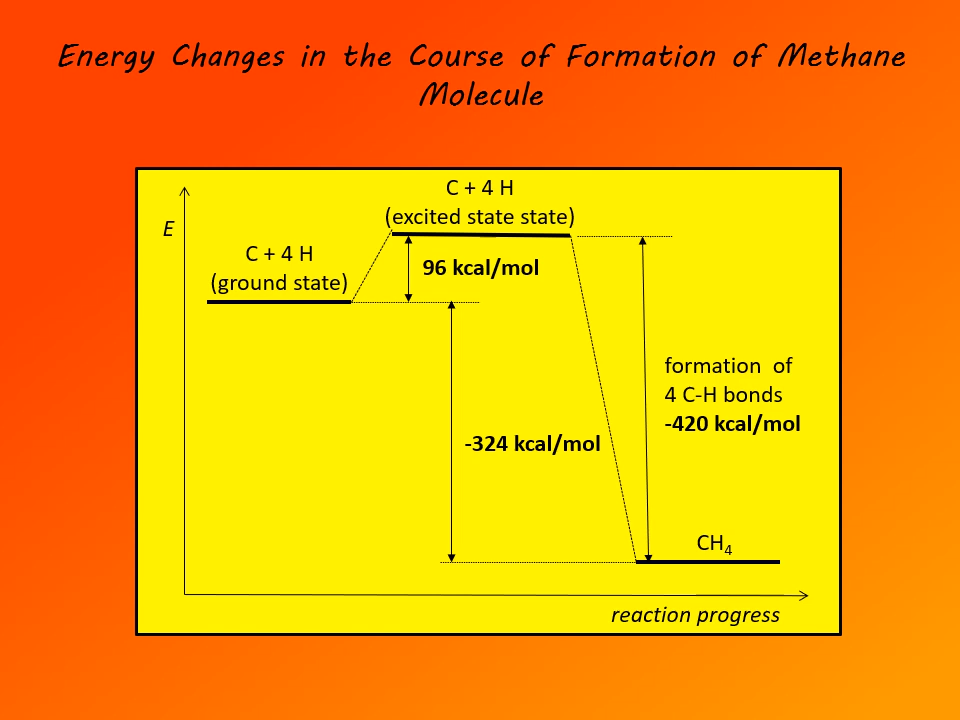 Energy Changes in the Course of Formation of Methane
Molecule
C + 4 H
(excited state state)
E
C + 4 H
(ground state)
96 kcal/mol
formation of
4 C-H bonds
-420 kcal/mol
-324 kcal/mol
CH₄
reaction progress